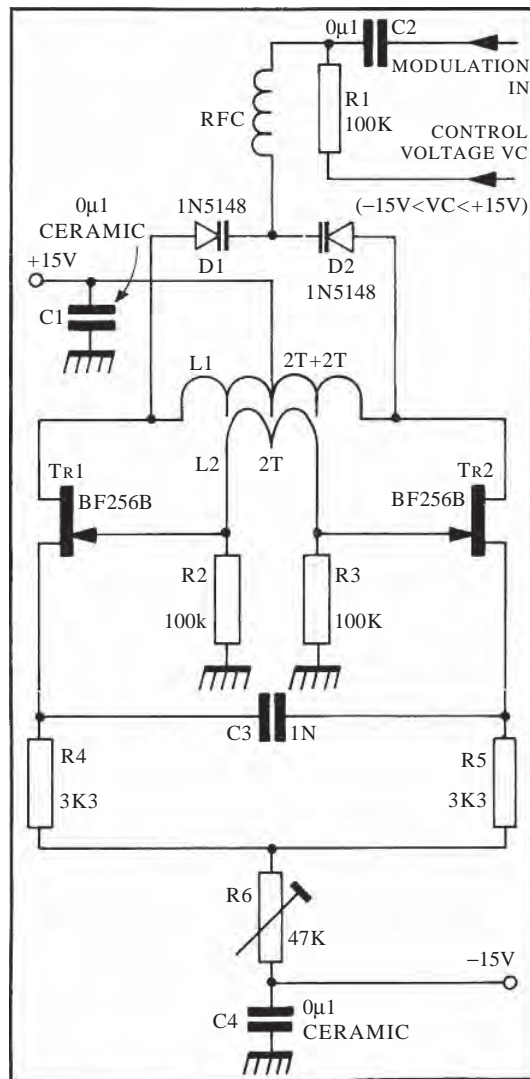 0µ1
C2
MODULATION
IN
R1
100K
RFC
CONTROL
VOLTAGE VC
(–15V<VC<+15V)
0µ1
CERAMIC
1N5148
+15V
D1
D2
1N5148
C1
L1
2T+2T
L2
2T
TR1
TR2
BF256B
BF256B
R2
R3
100k
100K
C3
1N
R4
R5
3K3
3K3
R6
47K
–15V
C4
0µ1
CERAMIC